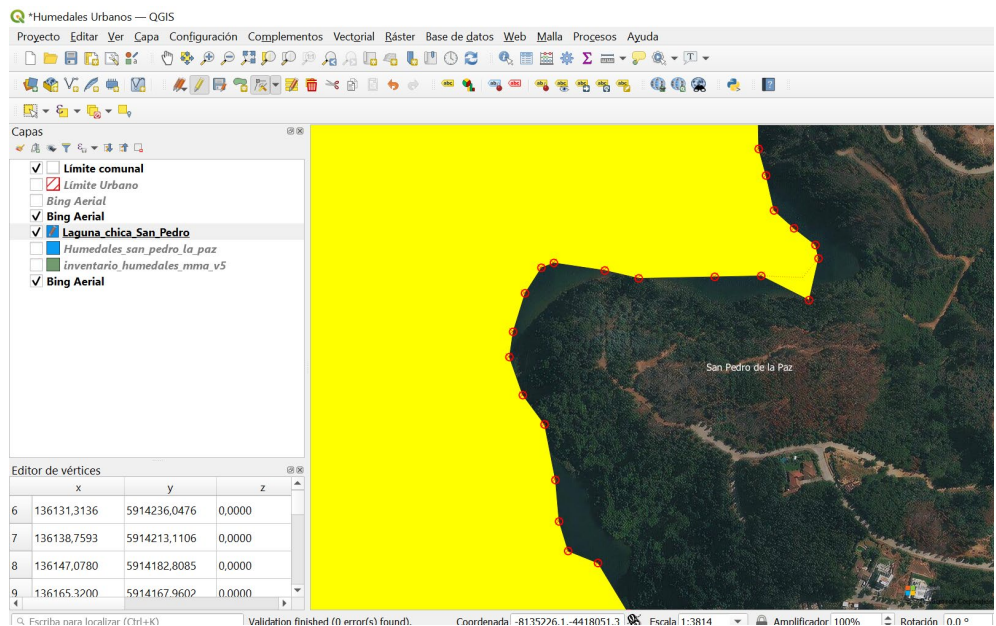 *Humedales Urbanos — QGIS
Proyecto Editar Ver Capa Configuración Complementos Vectorial Ráster Base de datos Web Malla Procesos Ayuda
Capas
Límite comunal
Límite Urbano
Bing Aerial
Bing Aerial
Laguna_chica_San_Pedro
Humedales_san_pedro_la_paz
inventario_humedales_mma_v5
Bing Aerial
San Pedro de la Paz
Editor de vértices
x y z
6 136131,3136 5914236,0476 0,0000
7 136138,7593 5914213,1106 0,0000
8 136147,0780 5914182,8085 0,0000
9 136165,3200 5914167,9602 0,0000
Escriba para localizar (Ctrl+K) Validation finished (0 error(s) found). Coordenada -8135226.1,-4418051.3 Escala 1:3814 Amplificador 100% Rotación 0,0 °